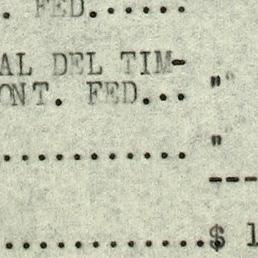 . FED......
AL DEL TIM-
ONT. FED... "
.......... "
---
............$ 1